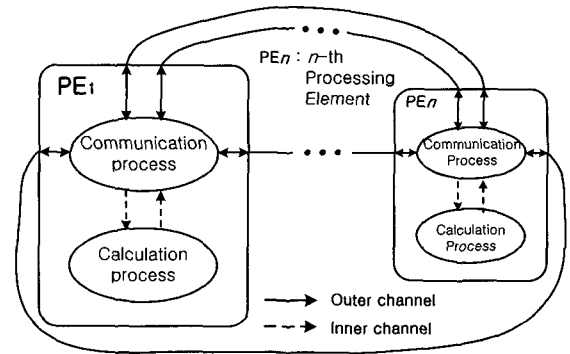 PEn : n-th
Processing
Element
PE1
Communication
process
Calculation
process
PEn
Communication
Process
Calculation
Process
Outer channel
Inner channel